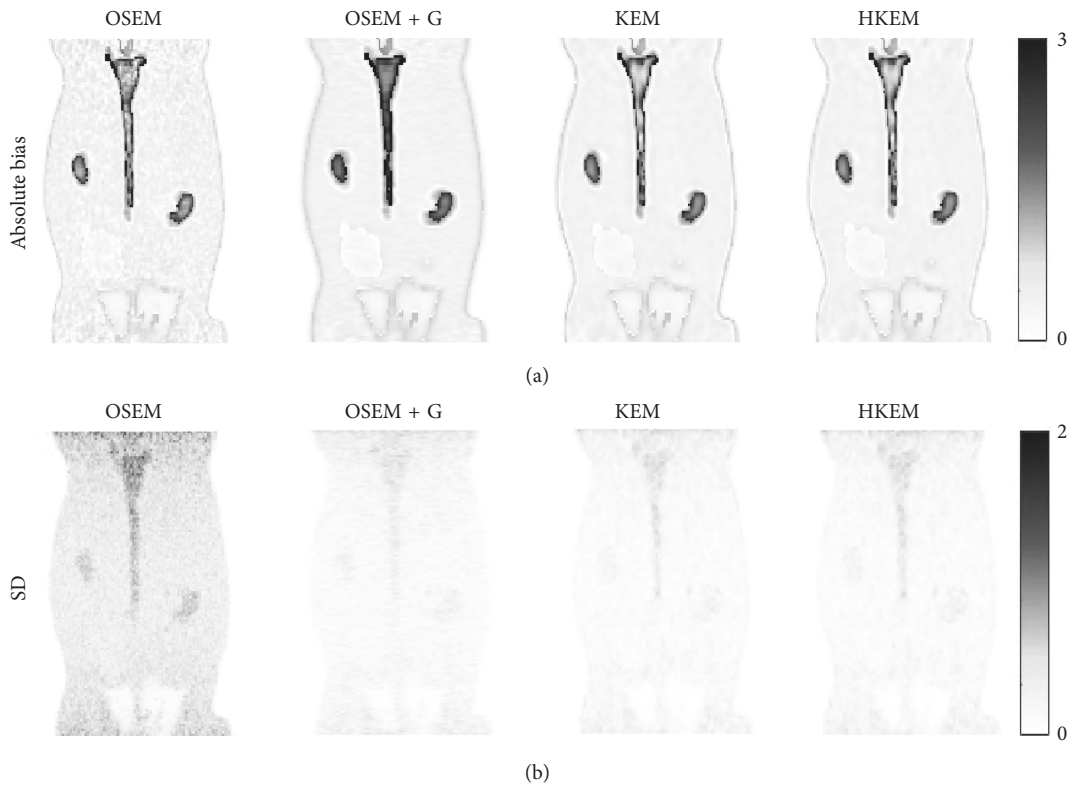 OSEM
OSEM + G
KEM
HKEM
Absolute bias
3
0
(a)
OSEM
OSEM + G
KEM
HKEM
SD
2
0
(b)